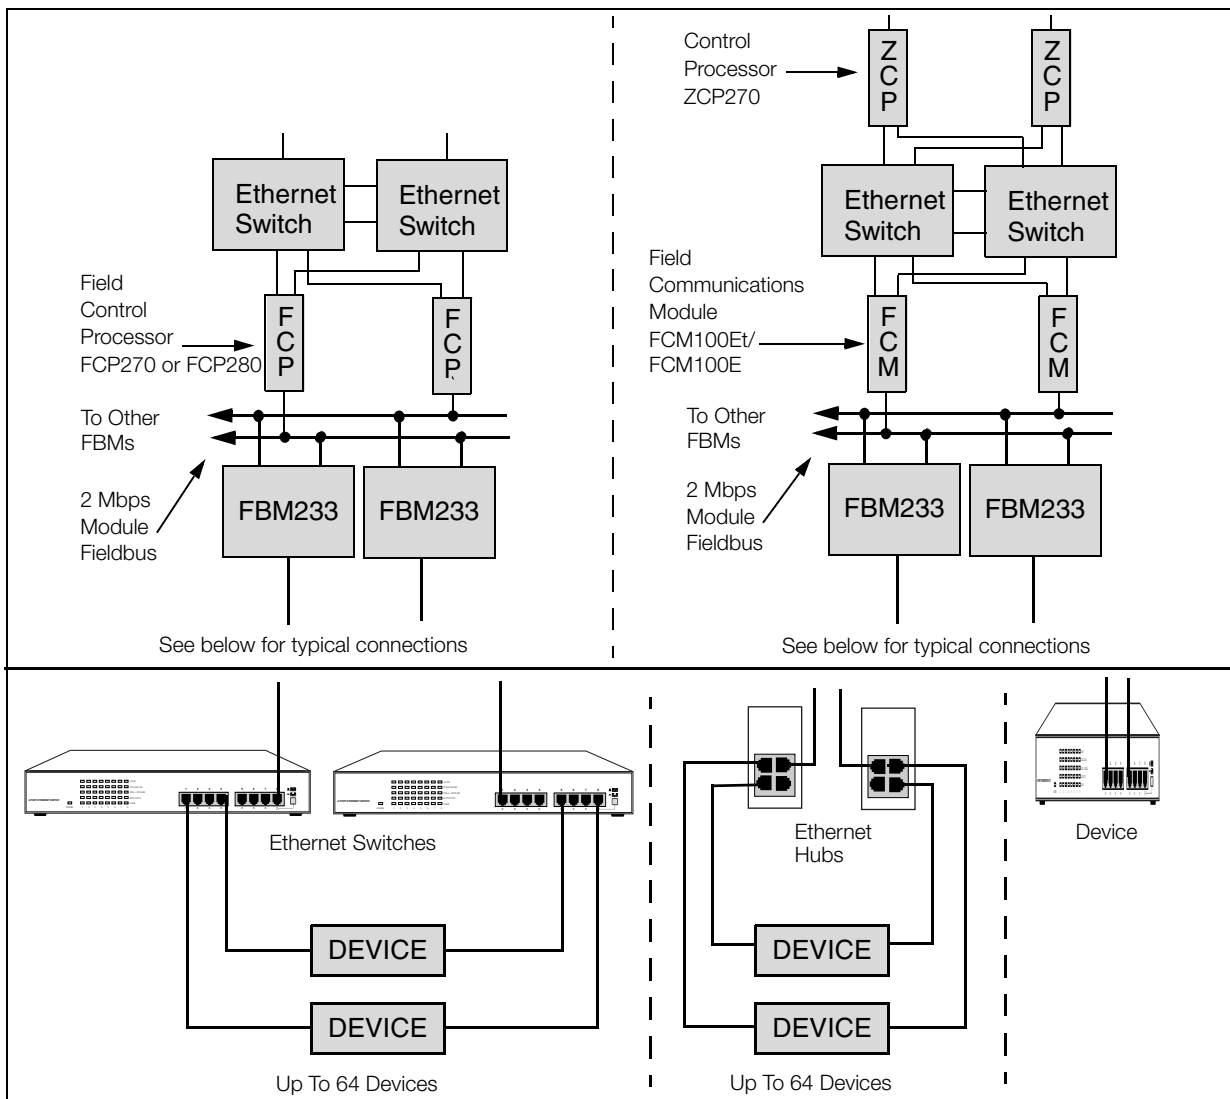 Ethernet
Switch
Ethernet
Switch
Field
Control
Processor
FCP270 or FCP280
F
C
P
F
C
P
To Other
FBMs
2 Mbps
Module
Fieldbus
FBM233
FBM233
See below for typical connections
Control
Processor
ZCP270
Z
C
P
Z
C
P
Ethernet
Switch
Ethernet
Switch
Field
Communications
Module
FCM100Et/
FCM100E
F
C
M
F
C
M
To Other
FBMs
2 Mbps
Module
Fieldbus
FBM233
FBM233
See below for typical connections
Ethernet Switches
DEVICE
DEVICE
Up To 64 Devices
Ethernet
Hubs
DEVICE
DEVICE
Up To 64 Devices
Device